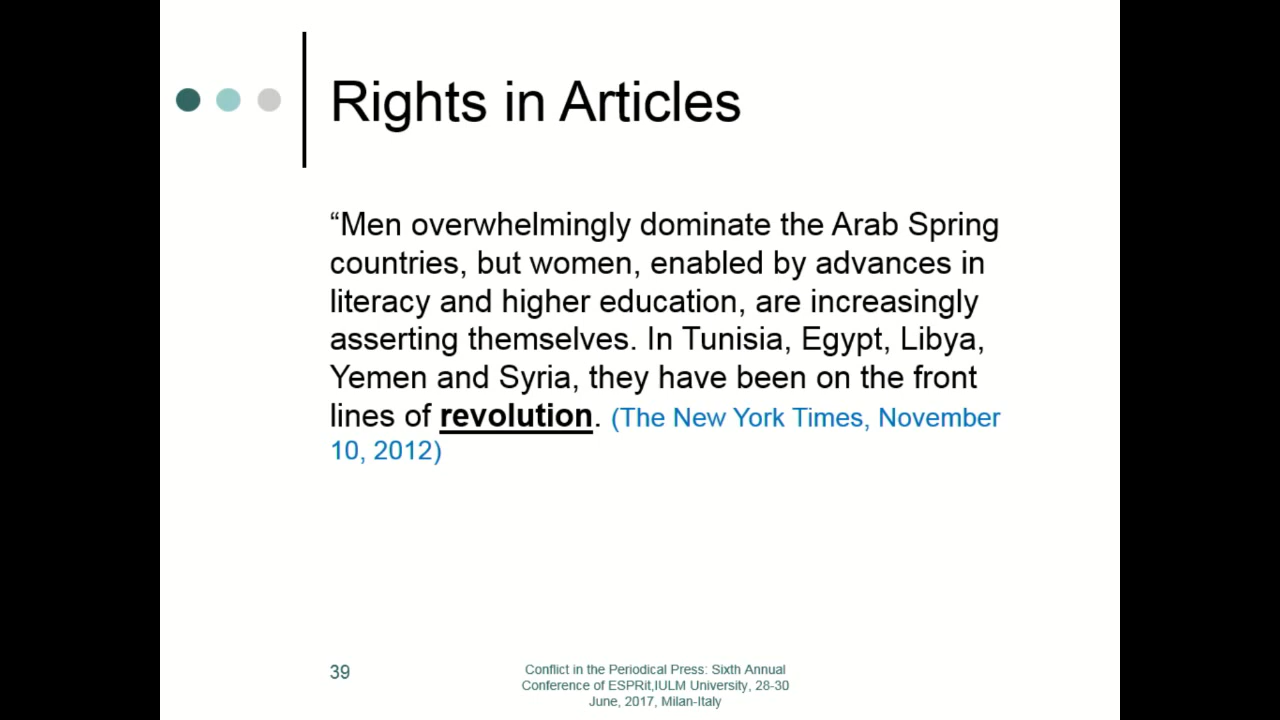 Rights in Articles
“Men overwhelmingly dominate the Arab Spring
countries, but women, enabled by advances in
literacy and higher education, are increasingly
asserting themselves. In Tunisia, Egypt, Libya,
Yemen and Syria, they have been on the front
lines of revolution. (The New York Times, November
10, 2012)
39
Conflict in the Periodical Press: Sixth Annual
Conference of ESPRit,IULM University, 28-30
June, 2017, Milan-Italy